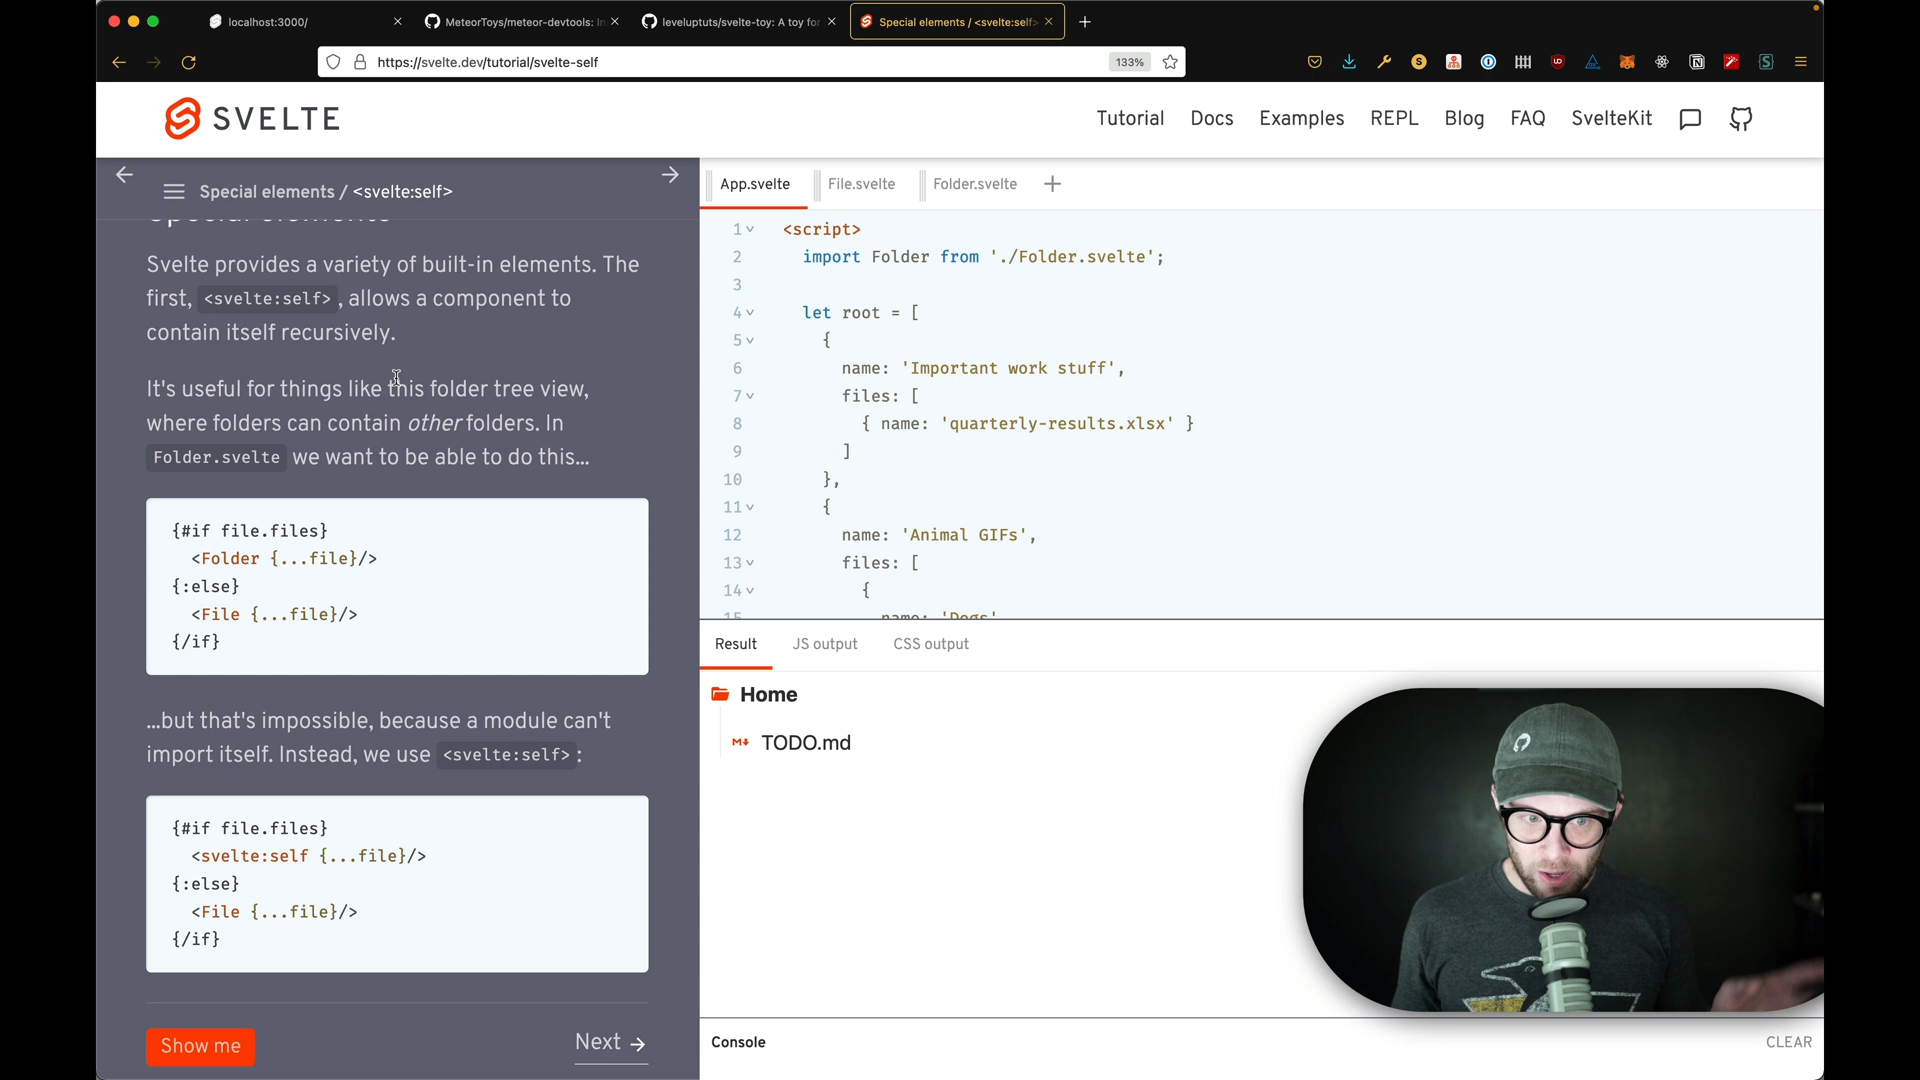 localhost:3000/
MeteorToys/meteor-devtools: In
leveluptuts/svelte-toy: A toy for
Special elements / <svelte:self>
https://svelte.dev/tutorial/svelte-self
133%
SVELTE
Tutorial
Docs
Examples
REPL
Blog
FAQ
SvelteKit
Special elements / <svelte:self>
Special elements
Svelte provides a variety of built-in elements. The
first, <svelte:self>, allows a component to
contain itself recursively.
It's useful for things like this folder tree view,
where folders can contain other folders. In
Folder.svelte we want to be able to do this...
{#if file.files}
<Folder {...file}/>
{:else}
<File {...file}/>
{/if}
...but that's impossible, because a module can't
import itself. Instead, we use <svelte:self>:
{#if file.files}
<svelte:self {...file}/>
{:else}
<File {...file}/>
{/if}
Show me
Next
App.svelte
File.svelte
Folder.svelte
1 <script>
2 import Folder from './Folder.svelte';
3
4 let root = [
5 {
6 name: 'Important work stuff',
7 files: [
8 { name: 'quarterly-results.xlsx' }
9 ]
10 },
11 {
12 name: 'Animal GIFs',
13 files: [
14 {
15 name: 'Dogs'
Result
JS output
CSS output
Home
TODO.md
Console
CLEAR